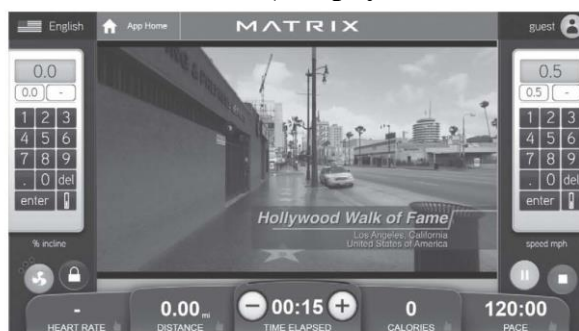 English
App Home
MATRIX
guest
0.0
0.0 -
1 2 3
4 5 6
7 8 9
. 0 del
enter
% incline
0.5
0.5 -
1 2 3
4 5 6
7 8 9
. 0 del
enter
speed mph
Hollywood Walk of Fame
Los Angeles, California
United States of America
-
HEART RATE
0.00 mi
DISTANCE
− 00:15 +
TIME ELAPSED
0
CALORIES
120:00
PACE